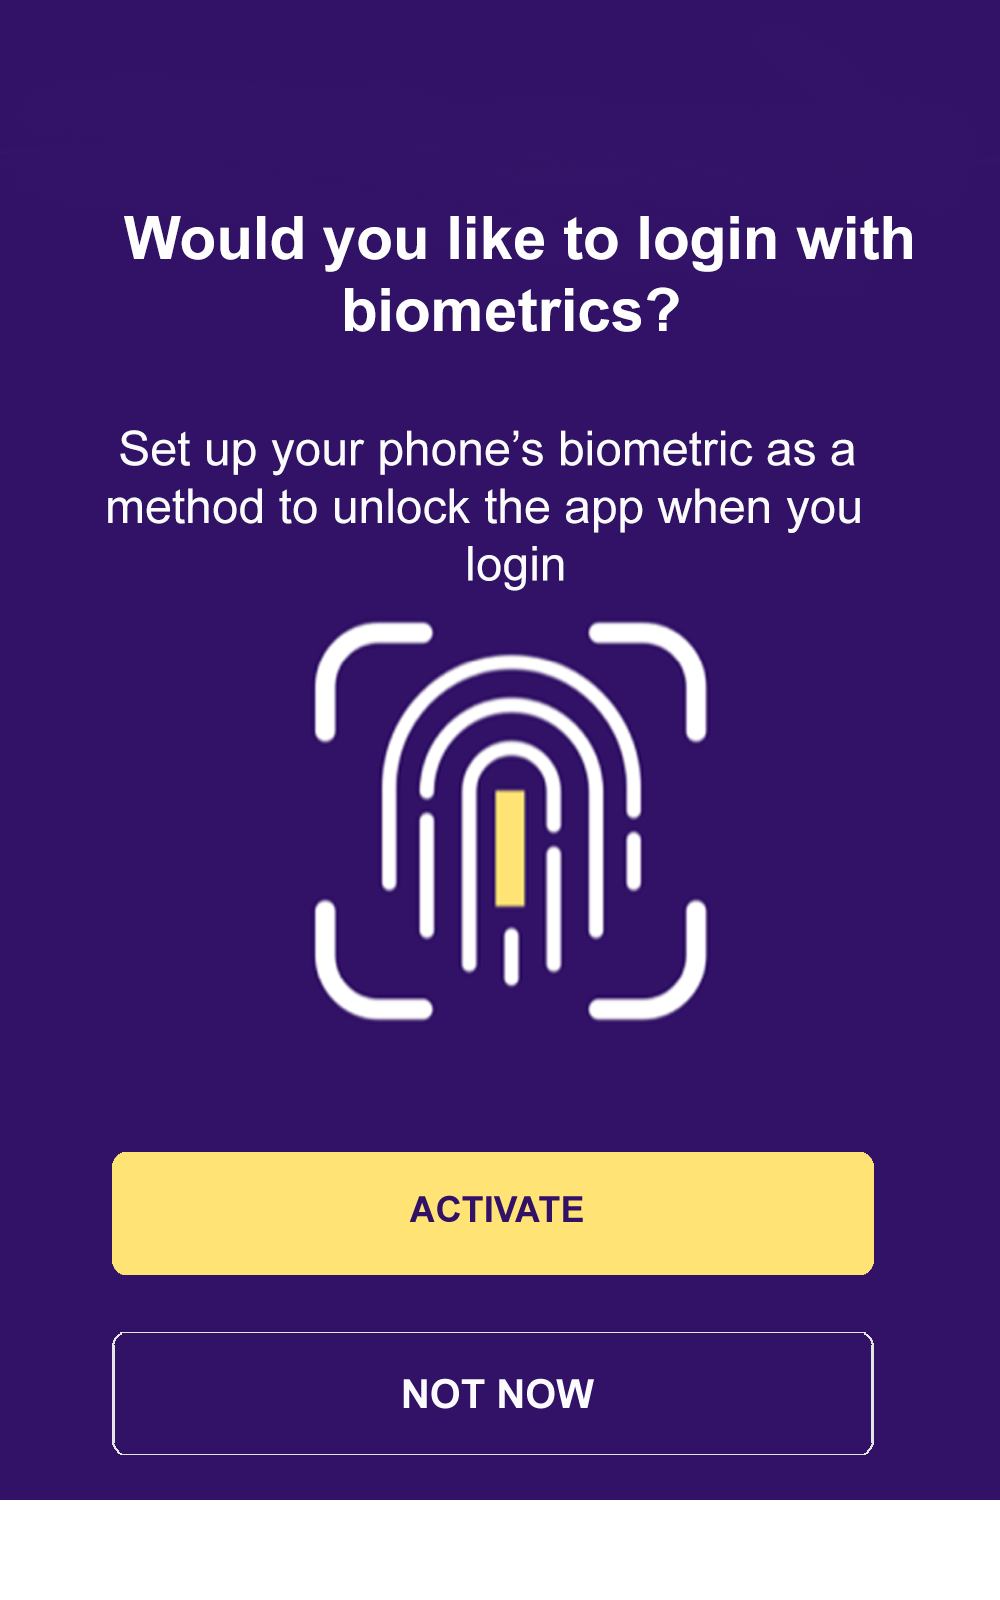 Would you like to login with
biometrics?
Set up your phone’s biometric as a
method to unlock the app when you
login
ACTIVATE
NOT NOW